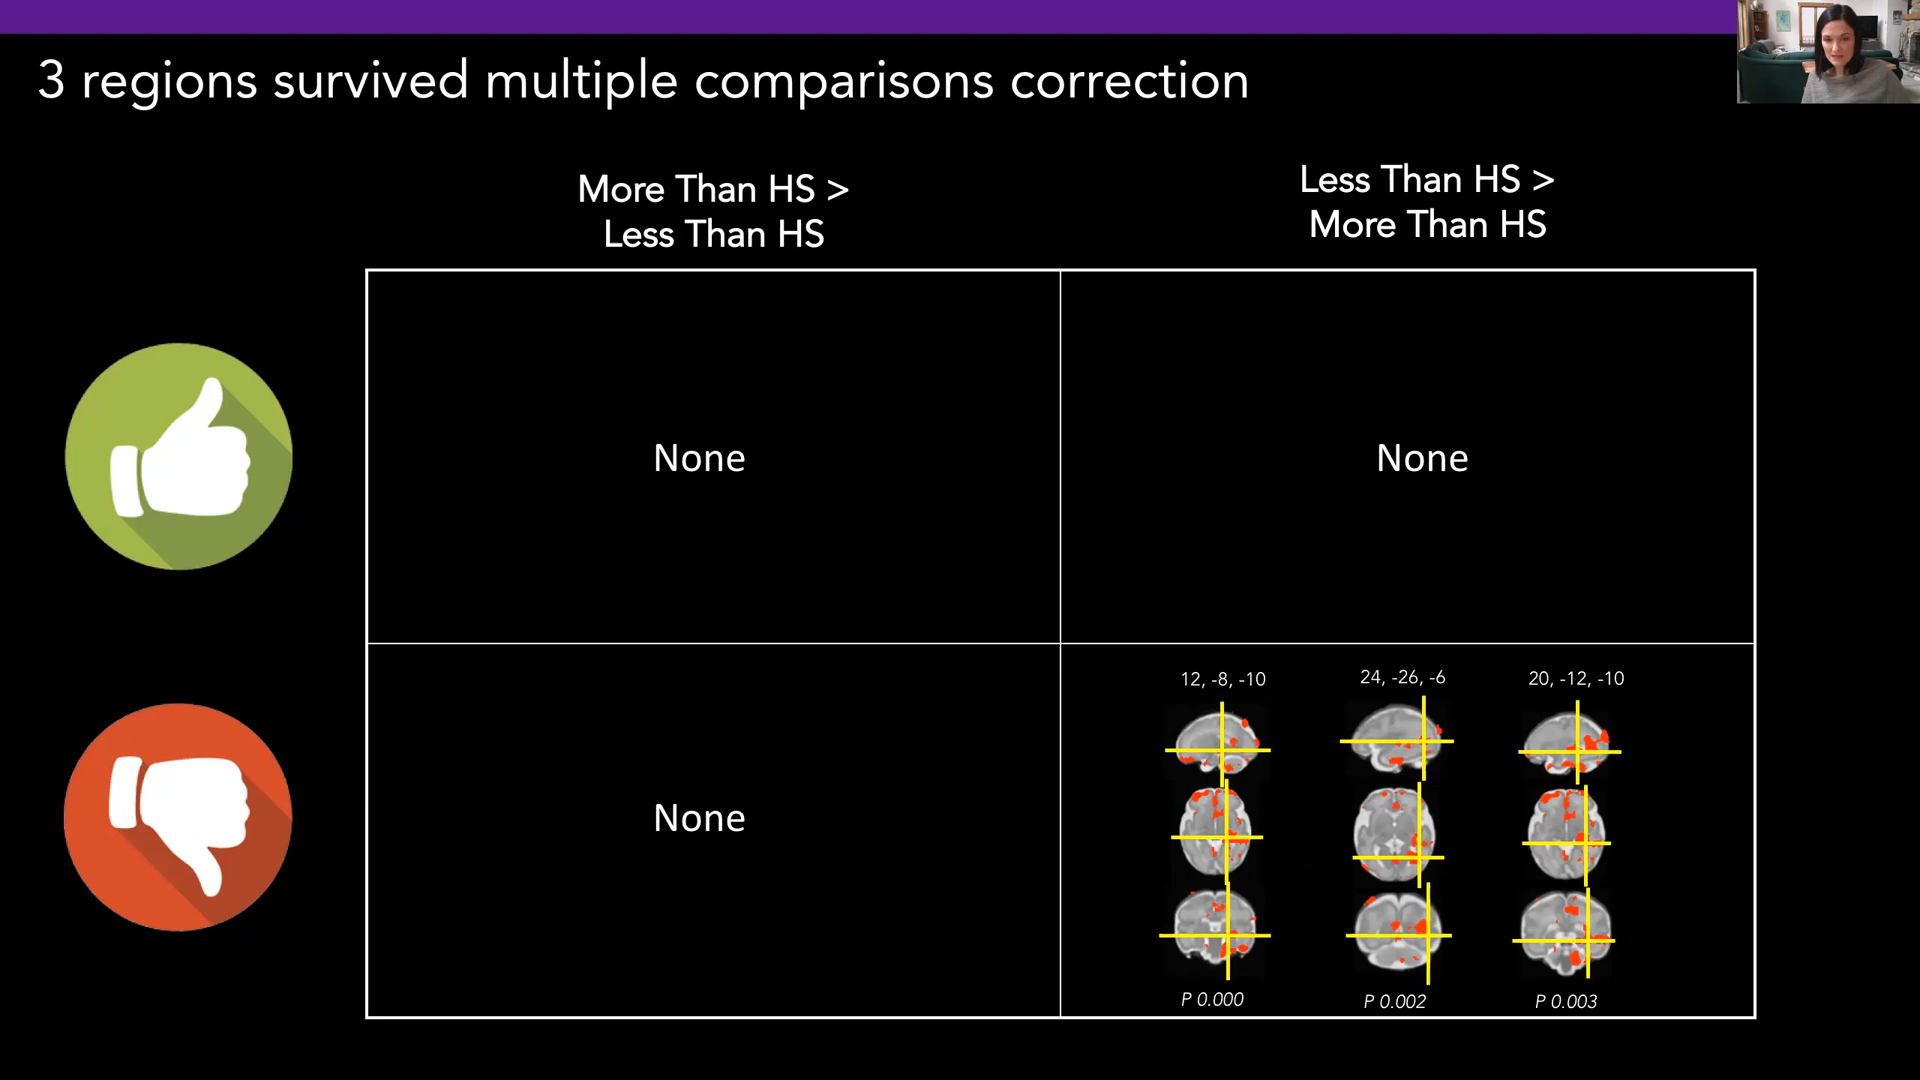 3 regions survived multiple comparisons correction
More Than HS >
Less Than HS
Less Than HS >
More Than HS
None
None
None
12, -8, -10
24, -26, -6
20, -12, -10
P 0.000
P 0.002
P 0.003